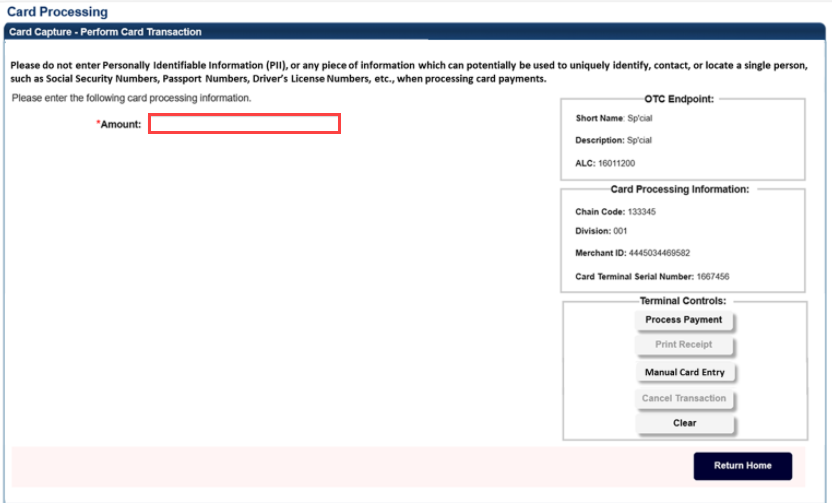 Card Processing
Card Capture - Perform Card Transaction
Please do not enter Personally Identifiable Information (PII), or any piece of information which can potentially be used to uniquely identify, contact, or locate a single person,
such as Social Security Numbers, Passport Numbers, Driver's License Numbers, etc., when processing card payments.
Please enter the following card processing information.
*Amount:
OTC Endpoint:
Short Name: Sp'cial
Description: Sp'cial
ALC: 16011200
Card Processing Information:
Chain Code: 133345
Division: 001
Merchant ID: 4445034469582
Card Terminal Serial Number: 1667456
Terminal Controls:
Process Payment
Print Receipt
Manual Card Entry
Cancel Transaction
Clear
Return Home